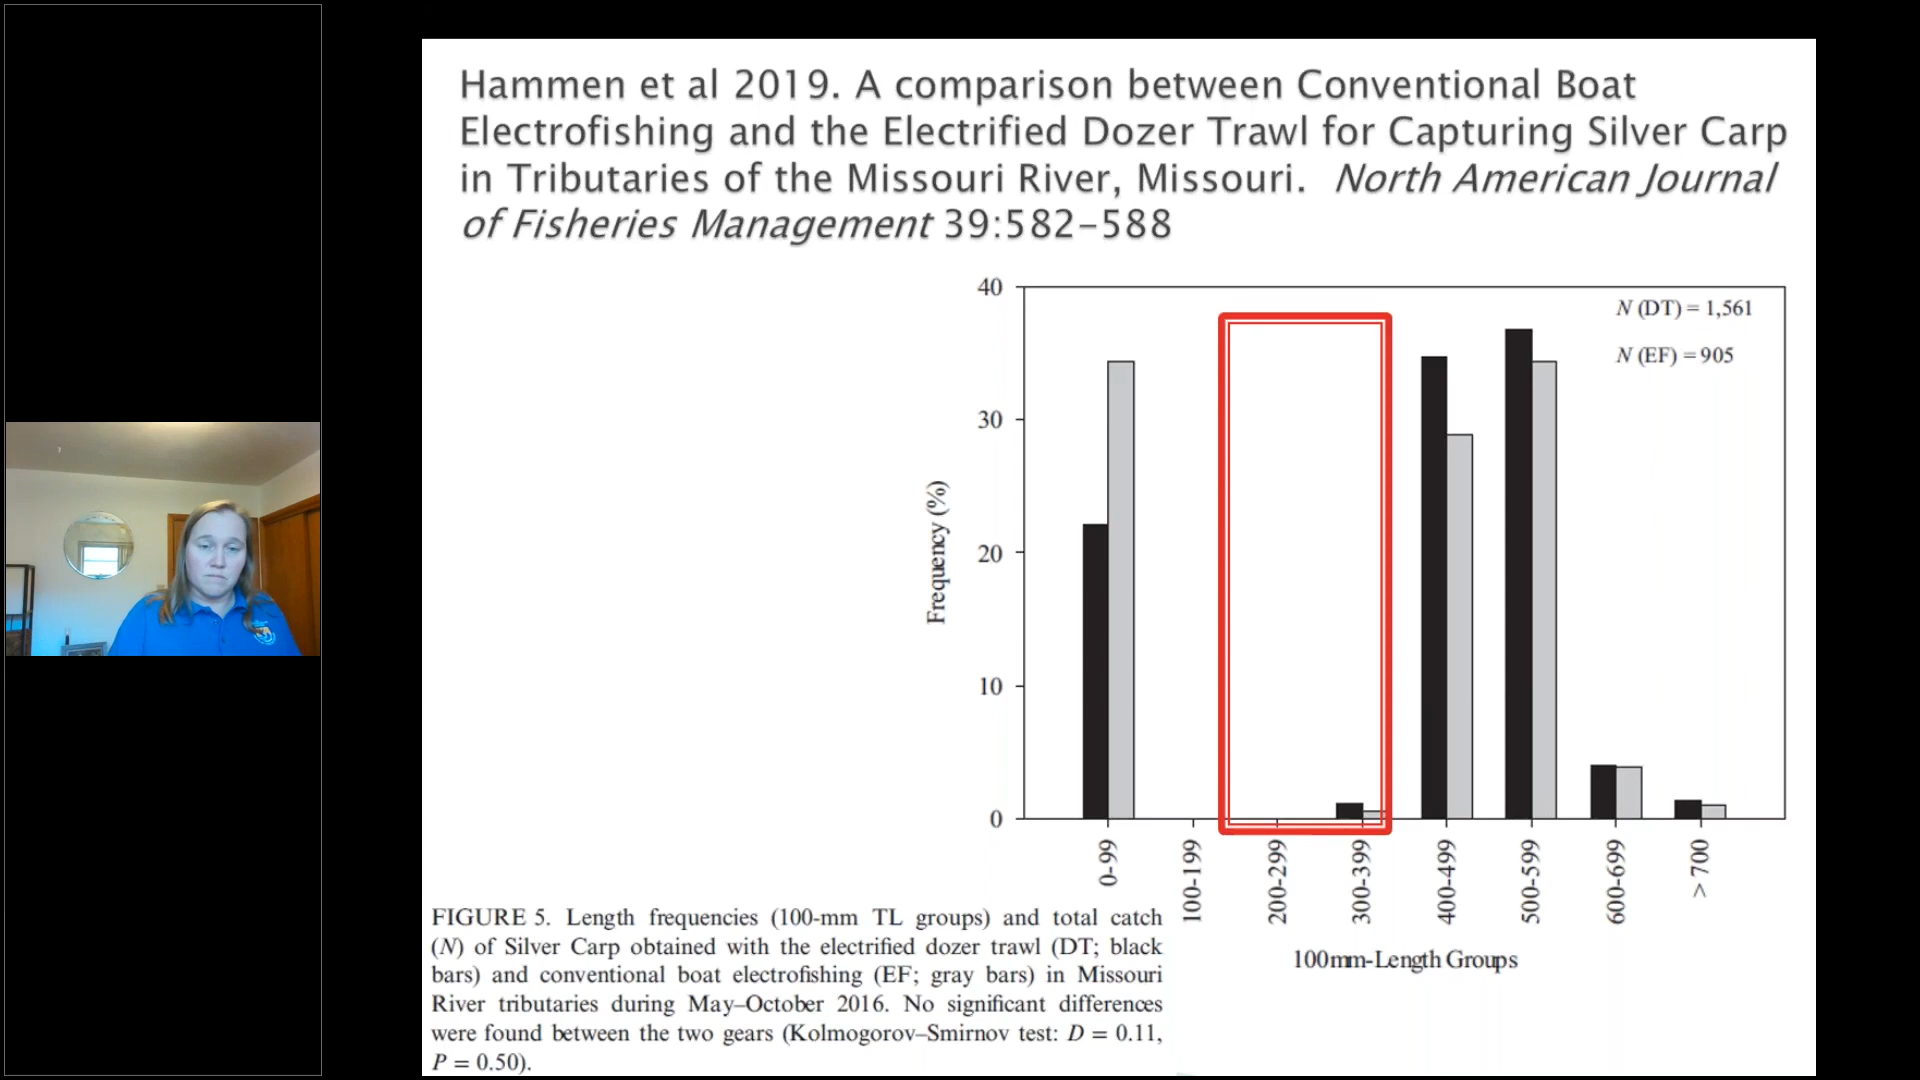 Hammen et al 2019. A comparison between Conventional Boat
Electrofishing and the Electrified Dozer Trawl for Capturing Silver Carp
in Tributaries of the Missouri River, Missouri. North American Journal
of Fisheries Management 39:582-588
N (DT) = 1,561
N (EF) = 905
Frequency (%)
40
30
20
10
0
0-99
100-199
200-299
300-399
400-499
500-599
600-699
> 700
100mm-Length Groups
FIGURE 5. Length frequencies (100-mm TL groups) and total catch
(N) of Silver Carp obtained with the electrified dozer trawl (DT; black
bars) and conventional boat electrofishing (EF; gray bars) in Missouri
River tributaries during May–October 2016. No significant differences
were found between the two gears (Kolmogorov–Smirnov test: D = 0.11,
P = 0.50).